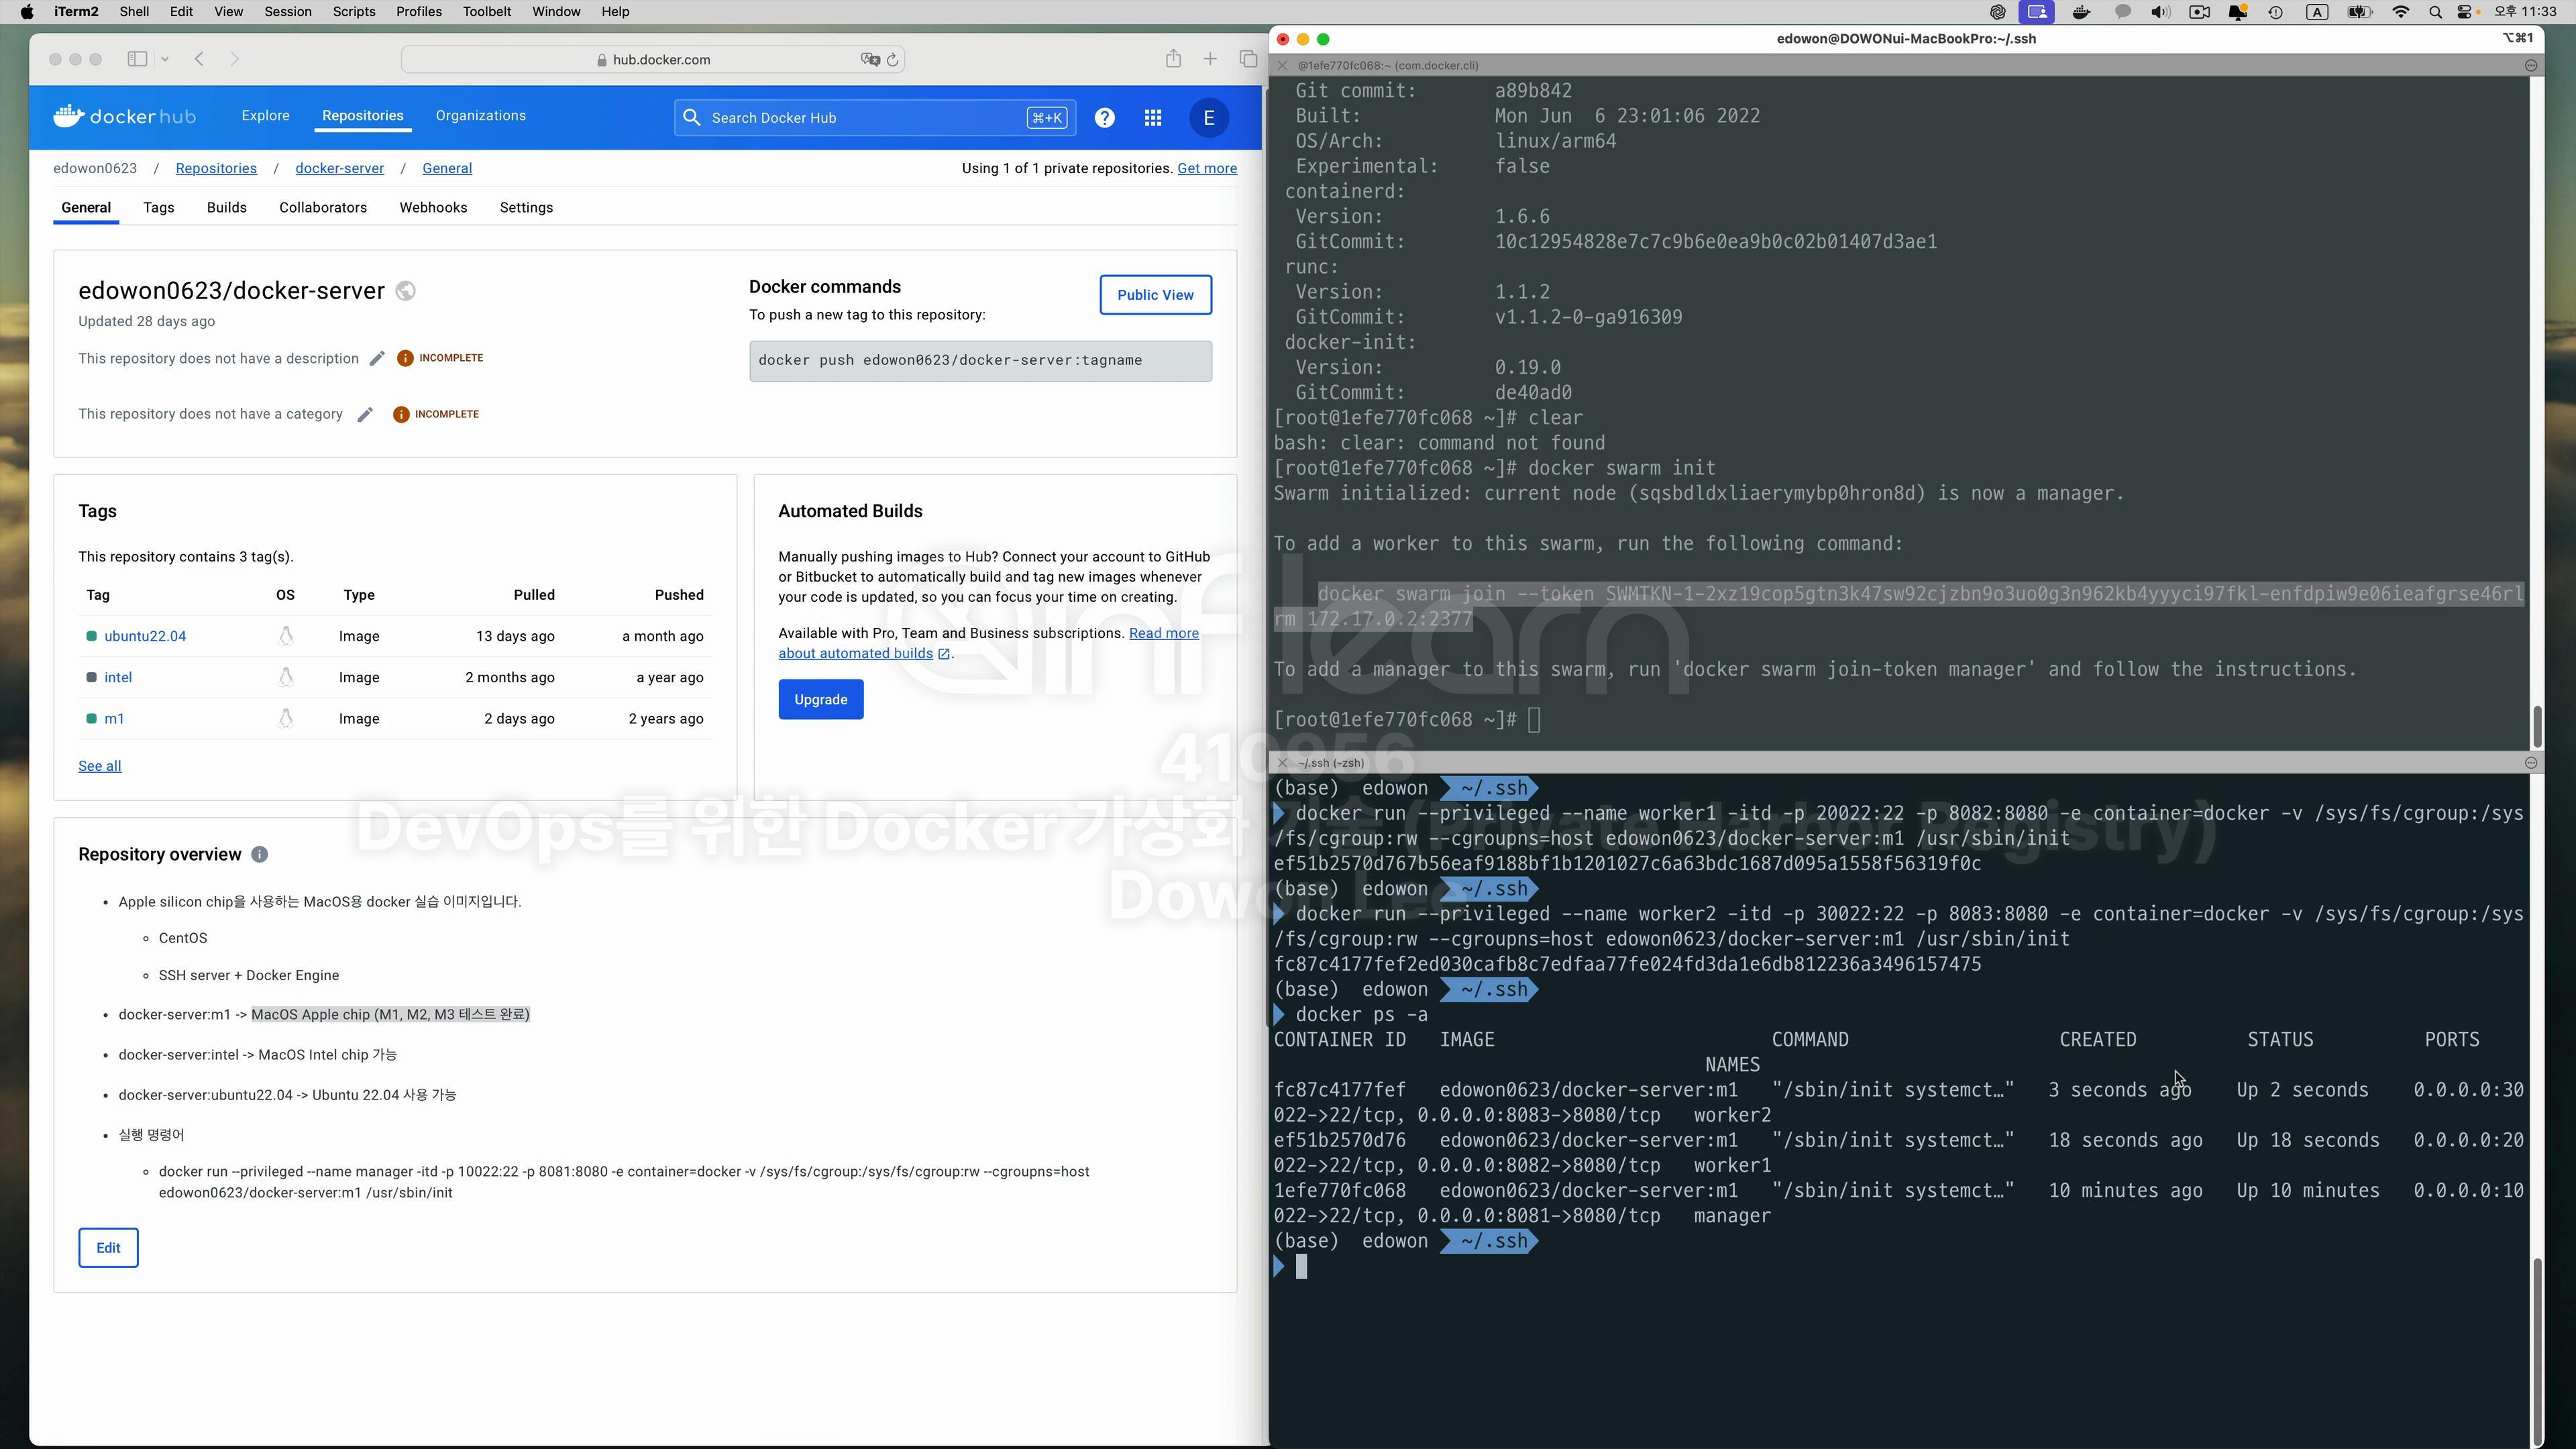 iTerm2 Shell Edit View Session Scripts Profiles Toolbelt Window Help
A 오후 11:33
hub.docker.com
docker hub Explore Repositories Organizations Search Docker Hub ⌘+K E
edowon0623 / Repositories / docker-server / General
Using 1 of 1 private repositories. Get more
General Tags Builds Collaborators Webhooks Settings
edowon0623/docker-server
Updated 28 days ago
This repository does not have a description INCOMPLETE
This repository does not have a category INCOMPLETE
Docker commands
Public View
To push a new tag to this repository:
docker push edowon0623/docker-server:tagname
Tags
This repository contains 3 tag(s).
Tag OS Type Pulled Pushed
ubuntu22.04 Image 13 days ago a month ago
intel Image 2 months ago a year ago
m1 Image 2 days ago 2 years ago
See all
Automated Builds
Manually pushing images to Hub? Connect your account to GitHub
or Bitbucket to automatically build and tag new images whenever
your code is updated, so you can focus your time on creating.
Available with Pro, Team and Business subscriptions. Read more
about automated builds.
Upgrade
Repository overview
• Apple silicon chip을 사용하는 MacOS용 docker 실습 이미지입니다.
◦ CentOS
◦ SSH server + Docker Engine
• docker-server:m1 -> MacOS Apple chip (M1, M2, M3 테스트 완료)
• docker-server:intel -> MacOS Intel chip 가능
• docker-server:ubuntu22.04 -> Ubuntu 22.04 사용 가능
• 실행 명령어
◦ docker run --privileged --name manager -itd -p 10022:22 -p 8081:8080 -e container=docker -v /sys/fs/cgroup:/sys/fs/cgroup:rw --cgroupns=host
edowon0623/docker-server:m1 /usr/sbin/init
Edit
edowon@DOWONui-MacBookPro:~/.ssh ⌥⌘1
@1efe770fc068:~ (com.docker.cli)
Git commit: a89b842
Built: Mon Jun  6 23:01:06 2022
OS/Arch: linux/arm64
Experimental: false
containerd:
Version: 1.6.6
GitCommit: 10c12954828e7c7c9b6e0ea9b0c02b01407d3ae1
runc:
Version: 1.1.2
GitCommit: v1.1.2-0-ga916309
docker-init:
Version: 0.19.0
GitCommit: de40ad0
[root@1efe770fc068 ~]# clear
bash: clear: command not found
[root@1efe770fc068 ~]# docker swarm init
Swarm initialized: current node (sqsbdldxliaerymybp0hron8d) is now a manager.
To add a worker to this swarm, run the following command:
docker swarm join --token SWMTKN-1-2xz19cop5gtn3k47sw92cjzbn9o3uo0g3n962kb4yyyci97fkl-enfdpiw9e06ieafgrse46rl
rm 172.17.0.2:2377
To add a manager to this swarm, run 'docker swarm join-token manager' and follow the instructions.
[root@1efe770fc068 ~]#
~/.ssh (-zsh)
(base) edowon ~/.ssh
docker run --privileged --name worker1 -itd -p 20022:22 -p 8082:8080 -e container=docker -v /sys/fs/cgroup:/sys
/fs/cgroup:rw --cgroupns=host edowon0623/docker-server:m1 /usr/sbin/init
ef51b2570d767b56eaf9188bf1b1201027c6a63bdc1687d095a1558f56319f0c
(base) edowon ~/.ssh
docker run --privileged --name worker2 -itd -p 30022:22 -p 8083:8080 -e container=docker -v /sys/fs/cgroup:/sys
/fs/cgroup:rw --cgroupns=host edowon0623/docker-server:m1 /usr/sbin/init
fc87c4177fef2ed030cafb8c7edfaa77fe024fd3da1e6db812236a3496157475
(base) edowon ~/.ssh
docker ps -a
CONTAINER ID IMAGE COMMAND CREATED STATUS PORTS
NAMES
fc87c4177fef edowon0623/docker-server:m1 "/sbin/init systemct…" 3 seconds ago Up 2 seconds 0.0.0.0:30
022->22/tcp, 0.0.0.0:8083->8080/tcp worker2
ef51b2570d76 edowon0623/docker-server:m1 "/sbin/init systemct…" 18 seconds ago Up 18 seconds 0.0.0.0:20
022->22/tcp, 0.0.0.0:8082->8080/tcp worker1
1efe770fc068 edowon0623/docker-server:m1 "/sbin/init systemct…" 10 minutes ago Up 10 minutes 0.0.0.0:10
022->22/tcp, 0.0.0.0:8081->8080/tcp manager
(base) edowon ~/.ssh
inflearn
410956
DevOps를 위한 Docker 가상화 기술(Private Harbor Registry)
Dowon Lee